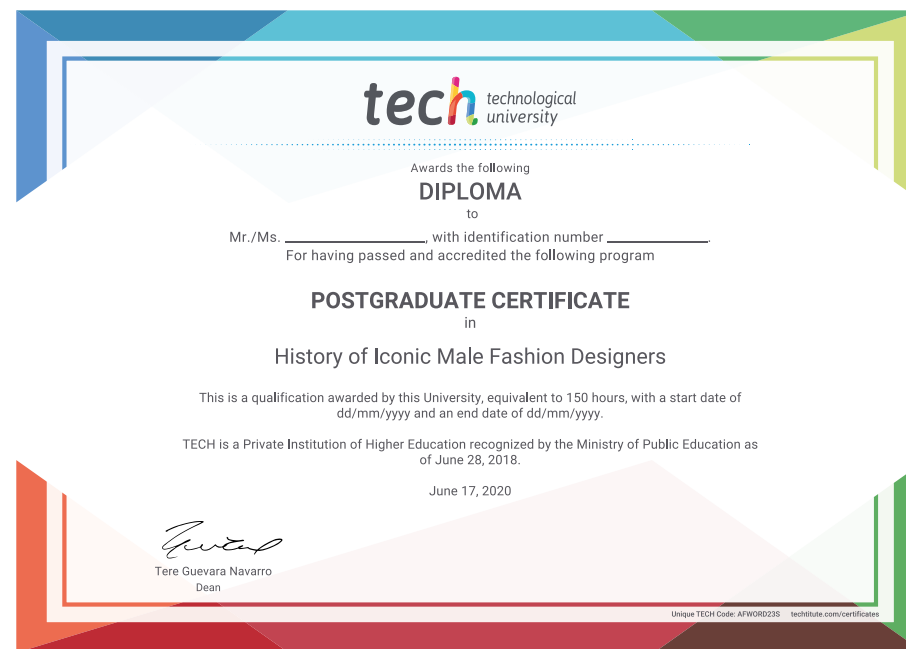 tech technological
university
Awards the following
DIPLOMA
to
Mr./Ms. ____________________, with identification number ______________.
For having passed and accredited the following program
POSTGRADUATE CERTIFICATE
in
History of Iconic Male Fashion Designers
This is a qualification awarded by this University, equivalent to 150 hours, with a start date of
dd/mm/yyyy and an end date of dd/mm/yyyy.
TECH is a Private Institution of Higher Education recognized by the Ministry of Public Education as
of June 28, 2018.
June 17, 2020
Tere Guevara Navarro
Dean
Unique TECH Code: AFWORD23S techtitute.com/certificates